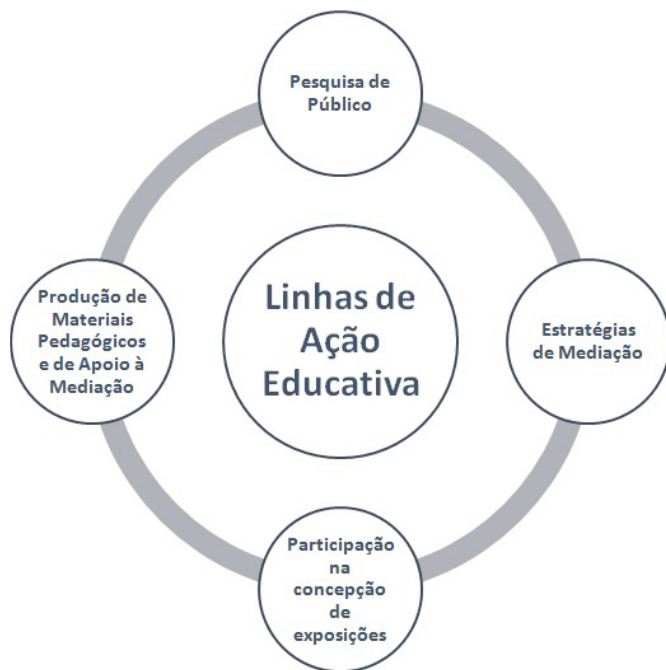 Pesquisa de
Público
Linhas de
Ação
Educativa
Estratégias
de Mediação
Participação
na
concepção
de
exposições
Produção de
Materiais
Pedagógicos
e de Apoio à
Mediação